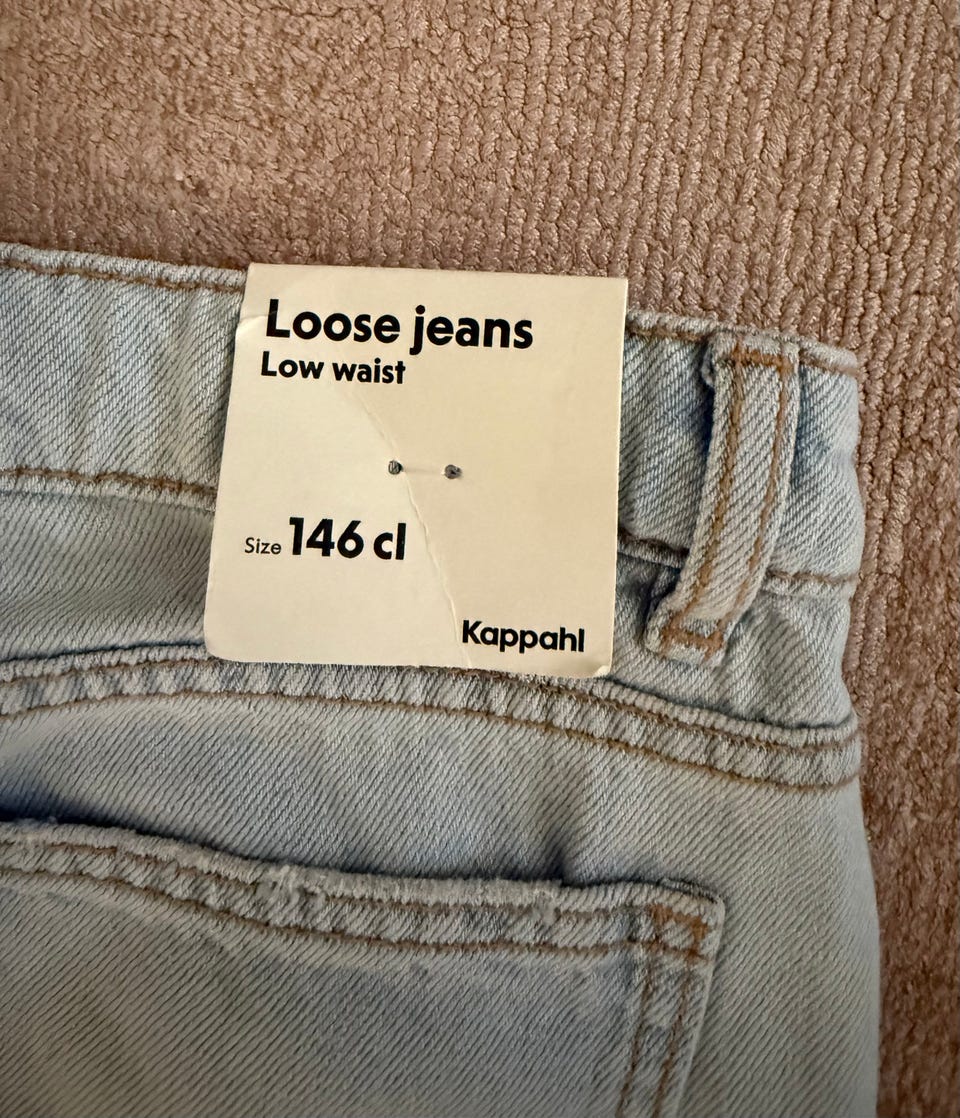 Loose jeans
Low waist
Size 146 cl
Kappahl